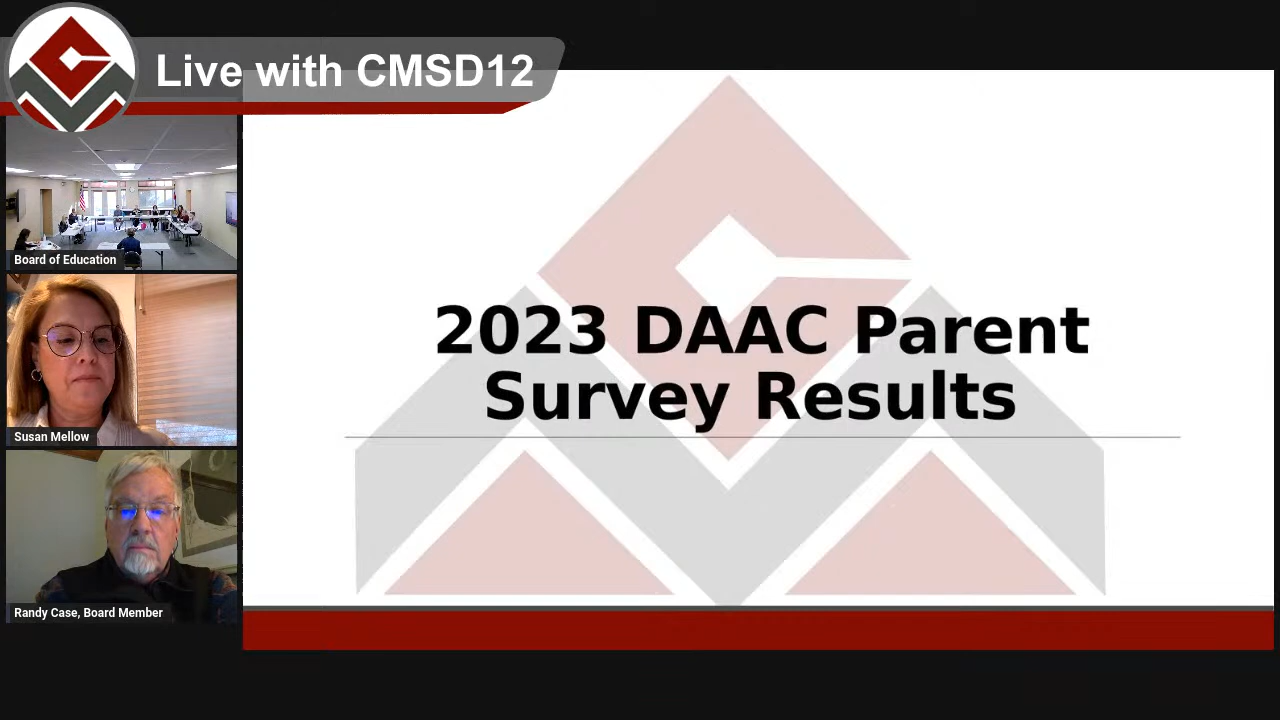 Live with CMSD12
Board of Education
Susan Mellow
Randy Case, Board Member
2023 DAAC Parent
Survey Results